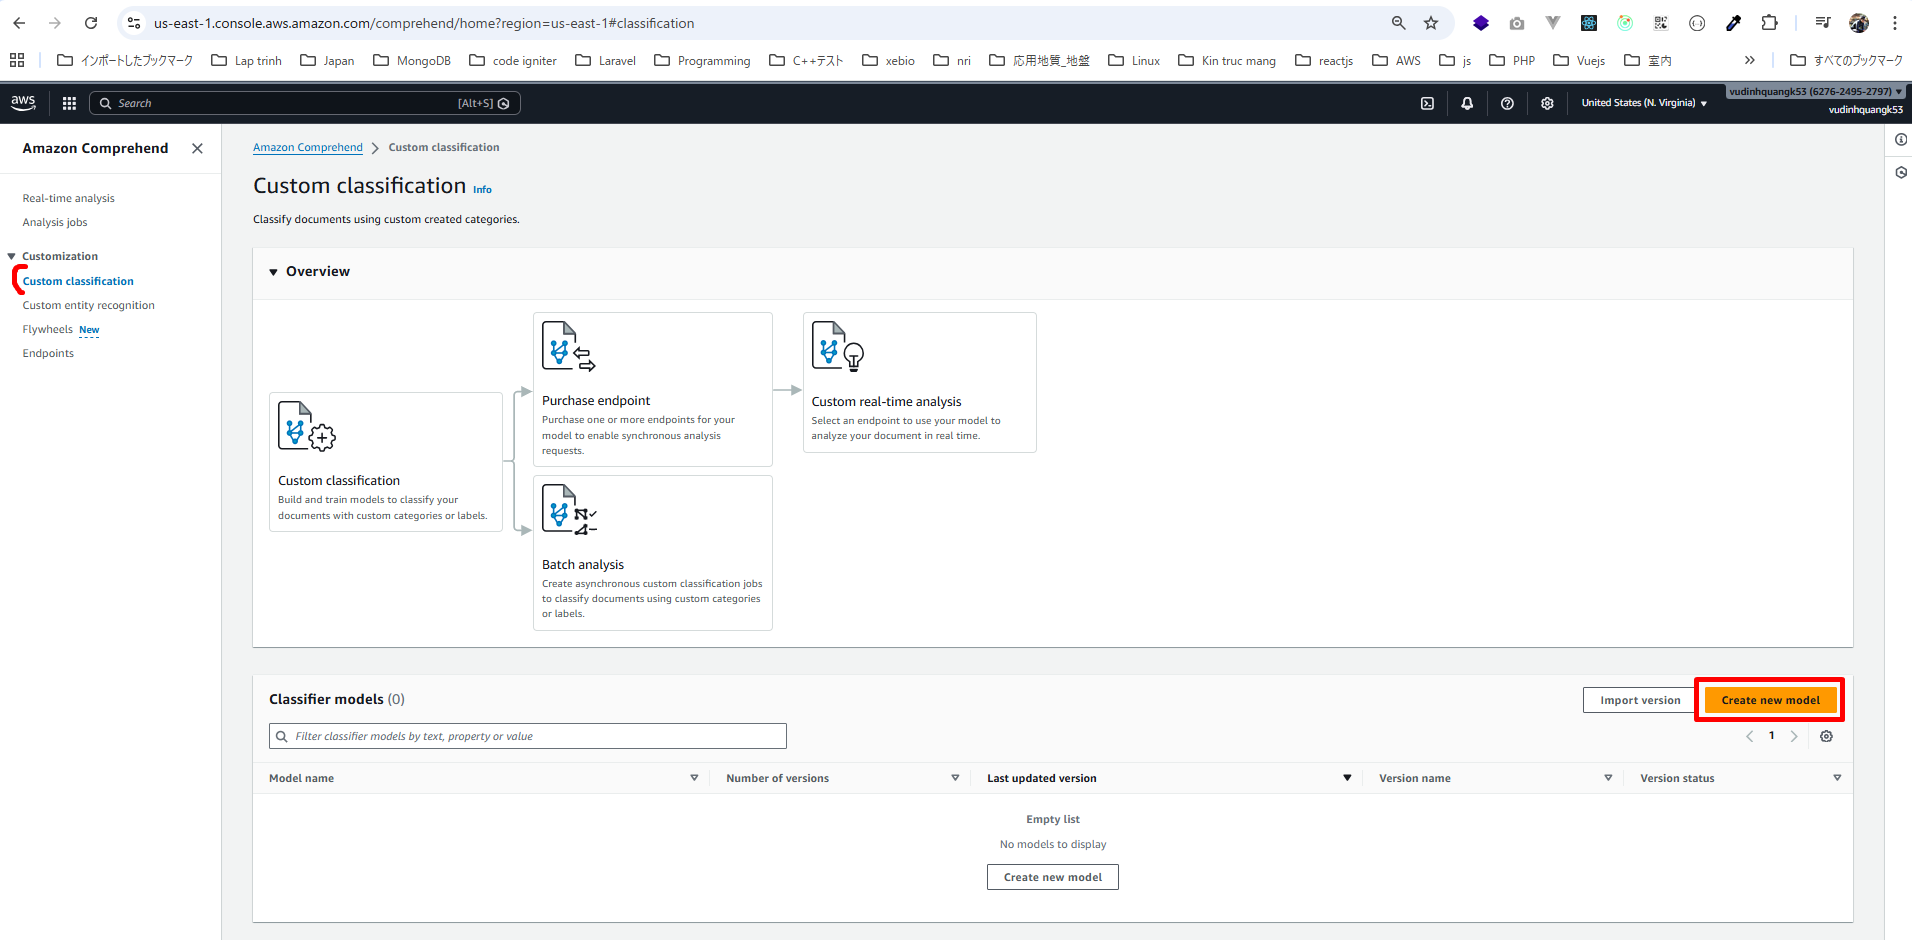 us-east-1.console.aws.amazon.com/comprehend/home?region=us-east-1#classification
インポートしたブックマーク Lap trinh Japan MongoDB code igniter Laravel Programming C++テスト xebio nri 応用地質_地盤 Linux Kin truc mang reactjs AWS js PHP Vuejs 室内 » すべてのブックマーク
aws Search [Alt+S] United States (N. Virginia) vudinhquangk53 (6276-2495-2797)
vudinhquangk53
Amazon Comprehend
Real-time analysis
Analysis jobs
Customization
Custom classification
Custom entity recognition
Flywheels New
Endpoints
Amazon Comprehend > Custom classification
Custom classification Info
Classify documents using custom created categories.
Overview
Custom classification
Build and train models to classify your
documents with custom categories or labels.
Purchase endpoint
Purchase one or more endpoints for your
model to enable synchronous analysis
requests.
Custom real-time analysis
Select an endpoint to use your model to
analyze your document in real time.
Batch analysis
Create asynchronous custom classification jobs
to classify documents using custom categories
or labels.
Classifier models (0)
Import version Create new model
Filter classifier models by text, property or value
1
Model name Number of versions Last updated version Version name Version status
Empty list
No models to display
Create new model